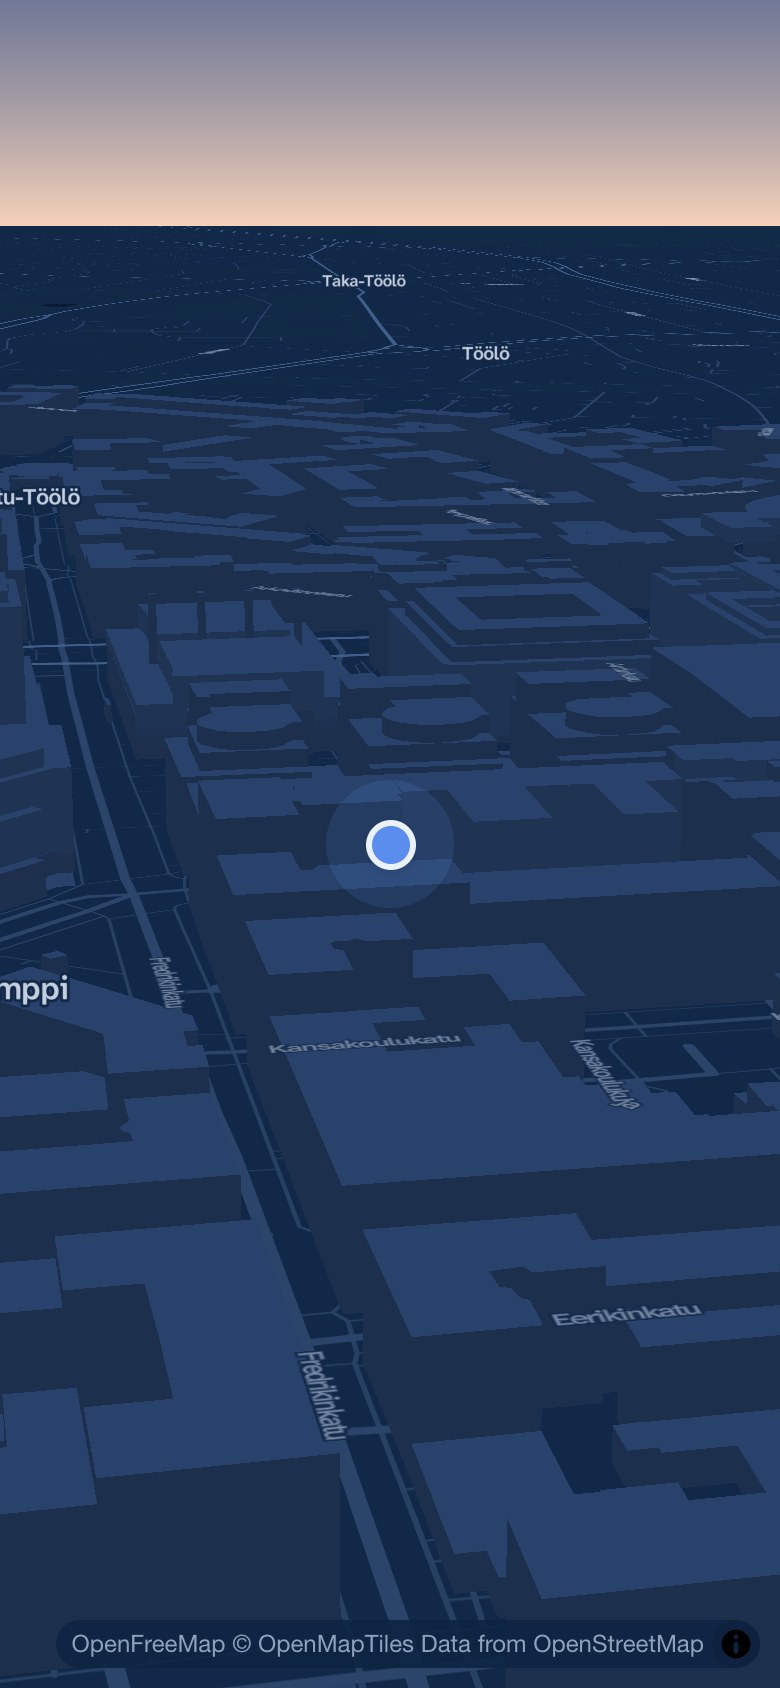 Taka-Töölö
Töölö
tu-Töölö
Fredrikinkatu
mppi
Kansakoulukatu
Kansakoulukuja
Eerikinkatu
Fredrikinkatu
OpenFreeMap © OpenMapTiles Data from OpenStreetMap